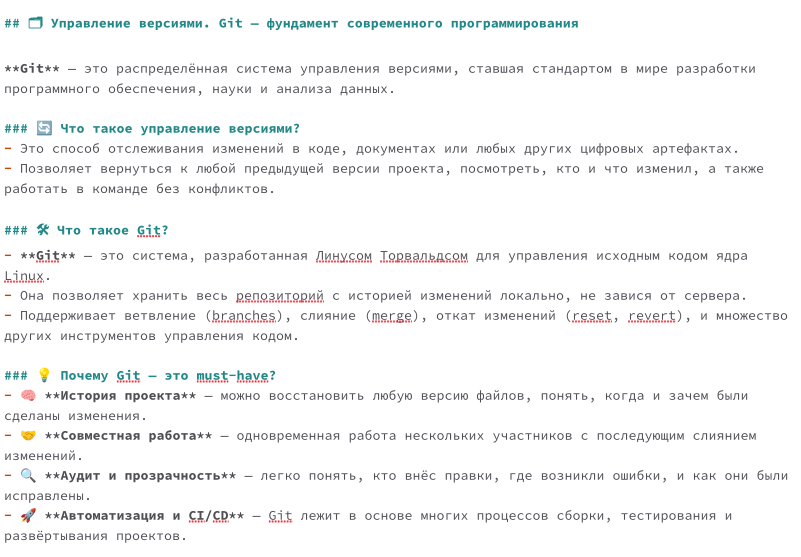 ## 🗂️ Управление версиями. Git — фундамент современного программирования
**Git** — это распределённая система управления версиями, ставшая стандартом в мире разработки
программного обеспечения, науки и анализа данных.
### 🔄 Что такое управление версиями?
- Это способ отслеживания изменений в коде, документах или любых других цифровых артефактах.
- Позволяет вернуться к любой предыдущей версии проекта, посмотреть, кто и что изменил, а также
работать в команде без конфликтов.
### 🛠 Что такое Git?
- **Git** — это система, разработанная Линусом Торвальдсом для управления исходным кодом ядра
Linux.
- Она позволяет хранить весь репозиторий с историей изменений локально, не завися от сервера.
- Поддерживает ветвление (branches), слияние (merge), откат изменений (reset, revert), и множество
других инструментов управления кодом.
### 💡 Почему Git — это must-have?
- 🧠 **История проекта** — можно восстановить любую версию файлов, понять, когда и зачем были
сделаны изменения.
- 🤝 **Совместная работа** — одновременная работа нескольких участников с последующим слиянием
изменений.
- 🔍 **Аудит и прозрачность** — легко понять, кто внёс правки, где возникли ошибки, и как они были
исправлены.
- 🚀 **Автоматизация и CI/CD** — Git лежит в основе многих процессов сборки, тестирования и
развёртывания проектов.